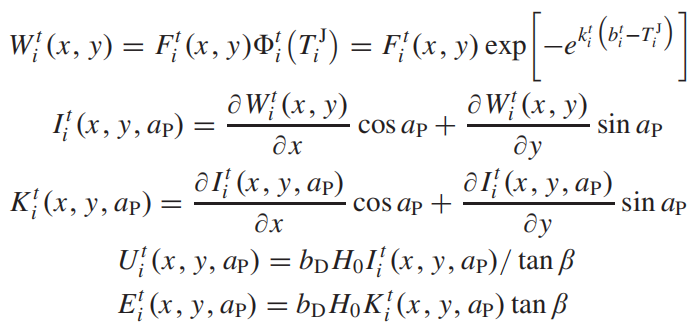 W_i^t(x, y) = F_i^t(x, y)Φ_i^t(T_i^J) = F_i^t(x, y) exp[−e^{k_i^t(b_i^t−T_i^J)}]
I_i^t(x, y, a_P) = ∂W_i^t(x, y)/∂x cos a_P + ∂W_i^t(x, y)/∂y sin a_P
K_i^t(x, y, a_P) = ∂I_i^t(x, y, a_P)/∂x cos a_P + ∂I_i^t(x, y, a_P)/∂y sin a_P
U_i^t(x, y, a_P) = b_D H_0 I_i^t(x, y, a_P)/ tan β
E_i^t(x, y, a_P) = b_D H_0 K_i^t(x, y, a_P) tan β